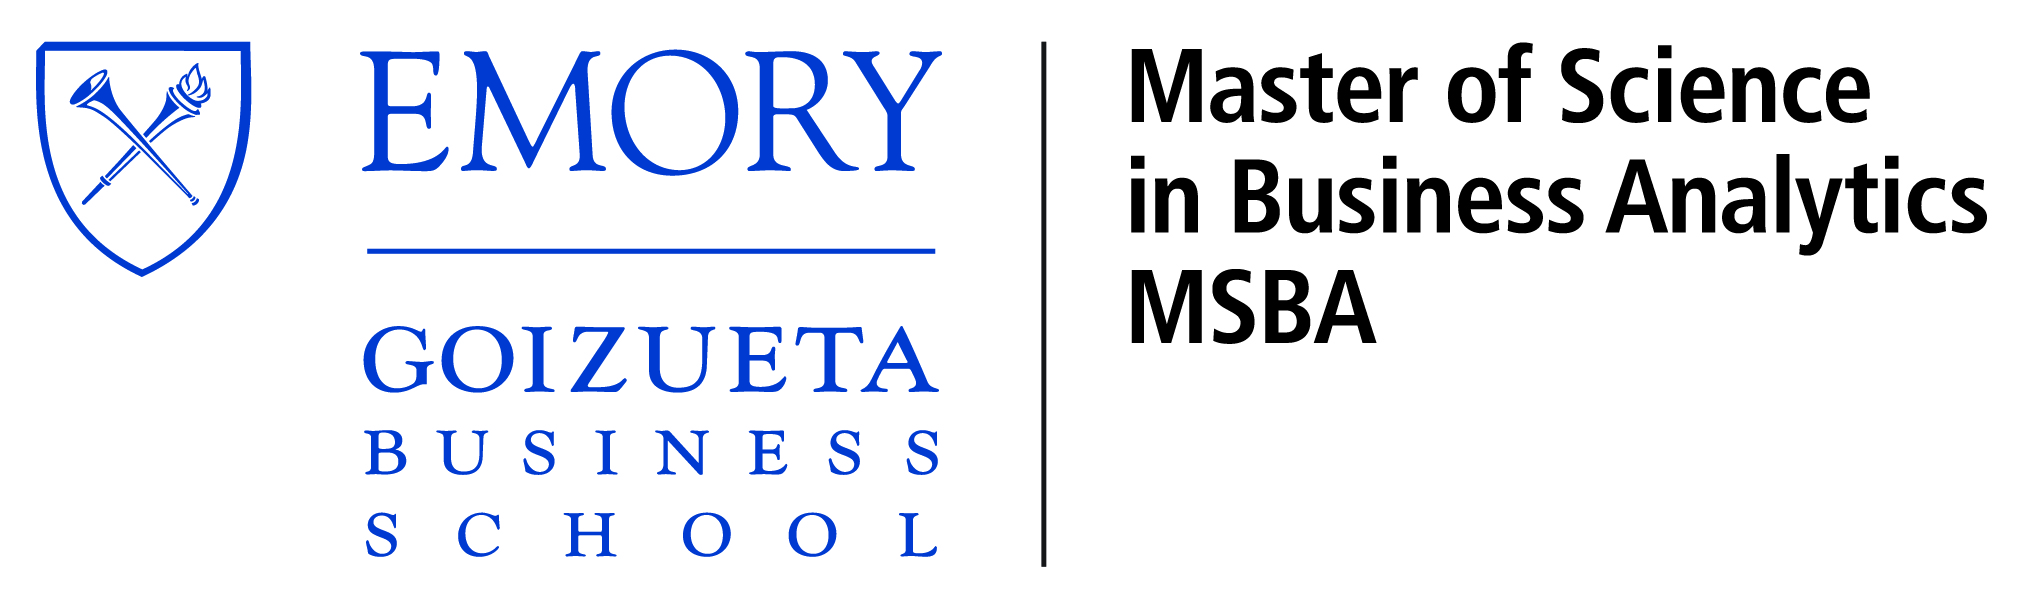 EMORY
GOIZUETA
BUSINESS
SCHOOL
Master of Science
in Business Analytics
MSBA